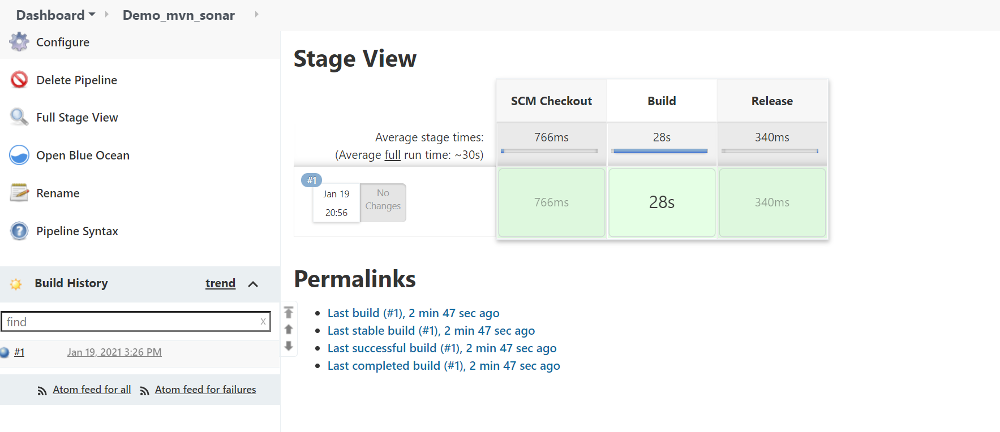 Dashboard
Demo_mvn_sonar
Configure
Delete Pipeline
Full Stage View
Open Blue Ocean
Rename
Pipeline Syntax
Build History trend
find X
#1 Jan 19, 2021 3:26 PM
Atom feed for all Atom feed for failures
Stage View
SCM Checkout Build Release
Average stage times: 766ms 28s 340ms
(Average full run time: ~30s)
#1
Jan 19 No
20:56 Changes
766ms 28s 340ms
Permalinks
Last build (#1), 2 min 47 sec ago
Last stable build (#1), 2 min 47 sec ago
Last successful build (#1), 2 min 47 sec ago
Last completed build (#1), 2 min 47 sec ago